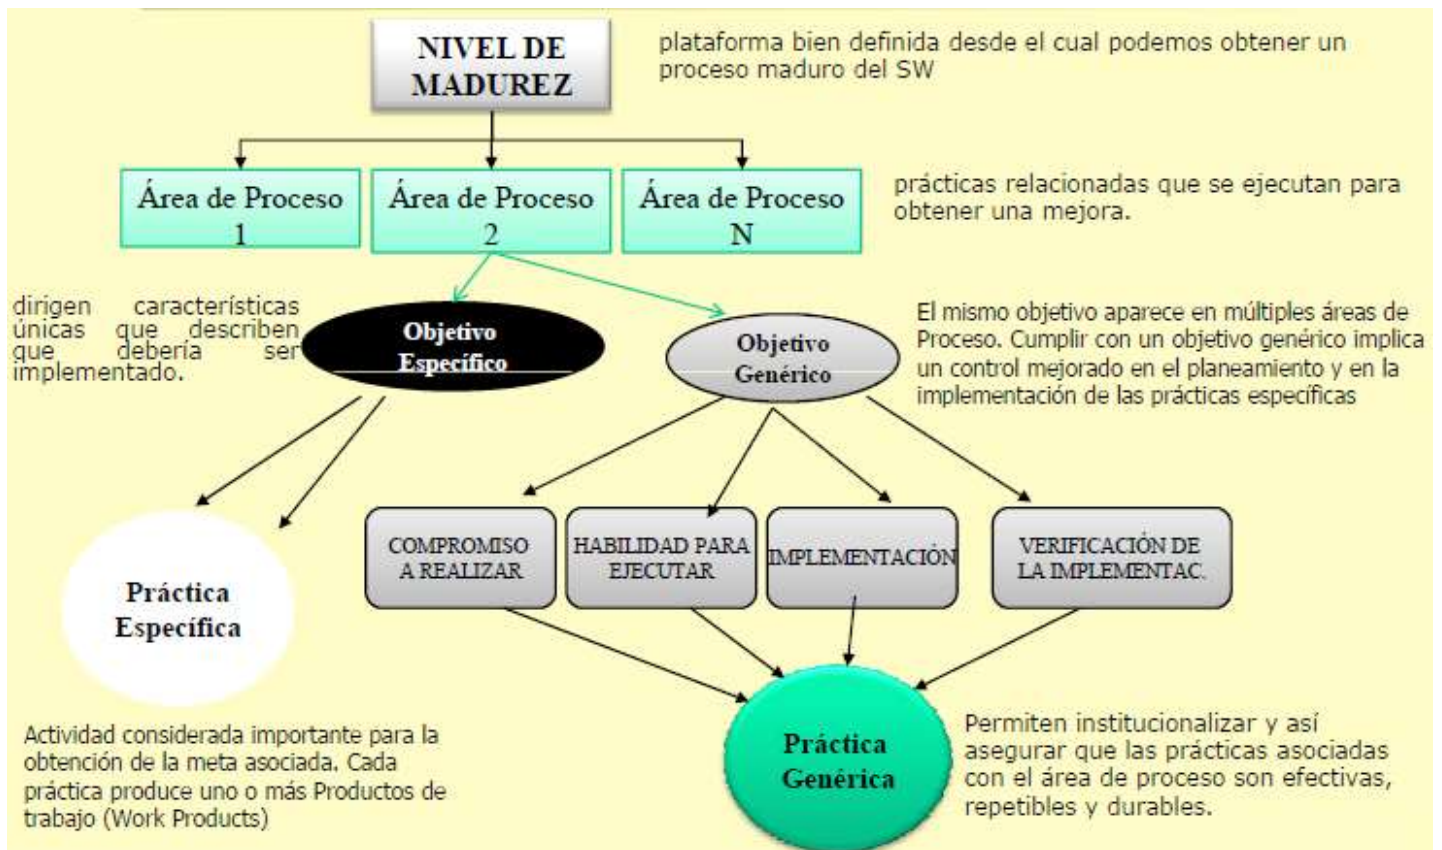 NIVEL DE
MADUREZ
plataforma bien definida desde el cual podemos obtener un
proceso maduro del SW
Área de Proceso
1
Área de Proceso
2
Área de Proceso
N
prácticas relacionadas que se ejecutan para
obtener una mejora.
dirigen características
únicas que describen
que debería ser
implementado.
Objetivo
Específico
Objetivo
Genérico
El mismo objetivo aparece en múltiples áreas de
Proceso. Cumplir con un objetivo genérico implica
un control mejorado en el planeamiento y en la
implementación de las prácticas específicas
COMPROMISO
A REALIZAR
HABILIDAD PARA
EJECUTAR
IMPLEMENTACIÓN
VERIFICACIÓN DE
LA IMPLEMENTAC.
Práctica
Específica
Actividad considerada importante para la
obtención de la meta asociada. Cada
práctica produce uno o más Productos de
trabajo (Work Products)
Práctica
Genérica
Permiten institucionalizar y así
asegurar que las prácticas asociadas
con el área de proceso son efectivas,
repetibles y durables.